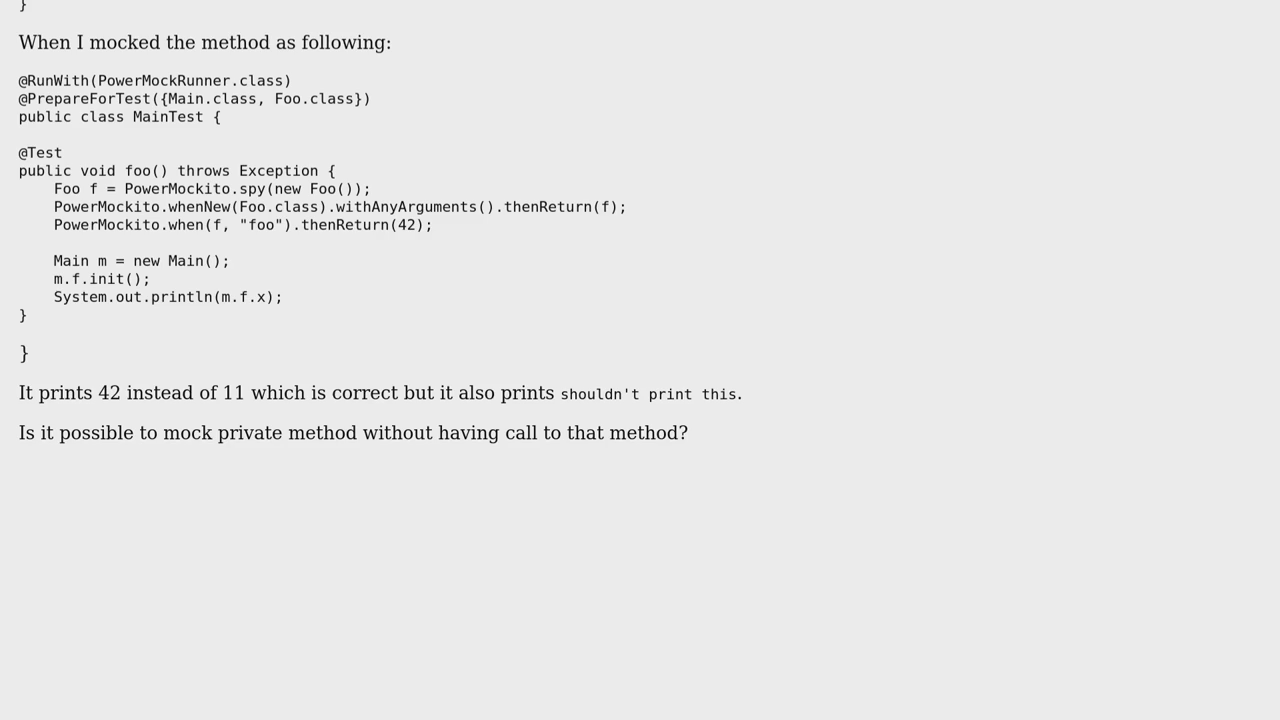 }
When I mocked the method as following:
@RunWith(PowerMockRunner.class)
@PrepareForTest({Main.class, Foo.class})
public class MainTest {
@Test
public void foo() throws Exception {
    Foo f = PowerMockito.spy(new Foo());
    PowerMockito.whenNew(Foo.class).withAnyArguments().thenReturn(f);
    PowerMockito.when(f, "foo").thenReturn(42);
    Main m = new Main();
    m.f.init();
    System.out.println(m.f.x);
}
}
It prints 42 instead of 11 which is correct but it also prints shouldn't print this.
Is it possible to mock private method without having call to that method?